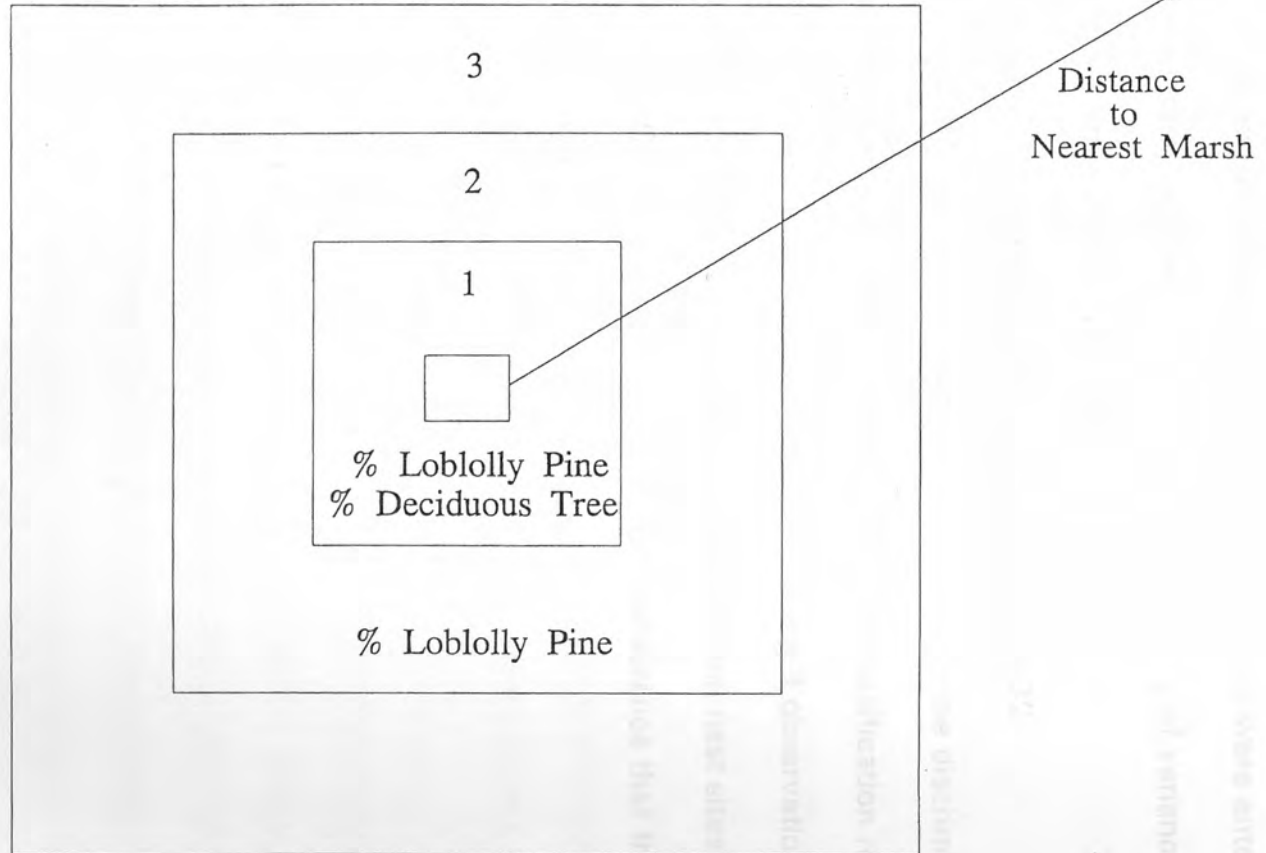 3
Distance
to
Nearest Marsh
2
1
% Loblolly Pine
% Deciduous Tree
% Loblolly Pine